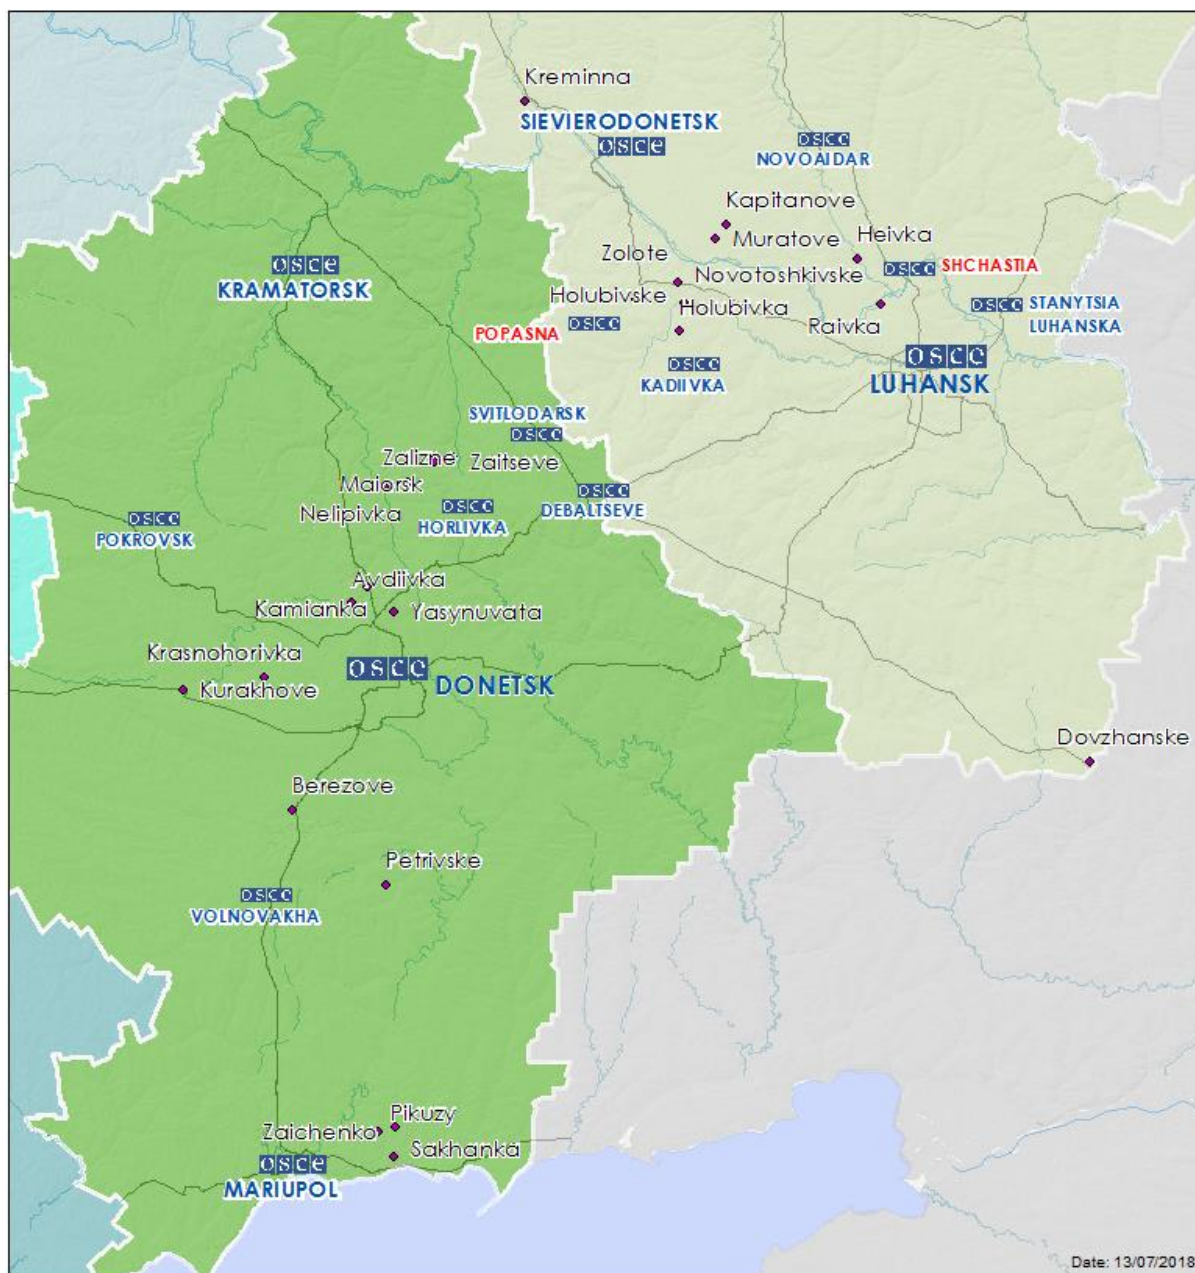 Kreminna
SIEVIERODONETSK
osce
osce
NOVOAIDAR
Kapitanove
Muratove
Heivka
Zolote
osce
SHCHASTIA
osce
KRAMATORSK
Novotoshkivske
Holubivske
Holubivka
osce
STANYTSIA
LUHANSKA
Raivka
POPASNA
osce
osce
KADIIVKA
osce
LUHANSK
SVITLODARSK
osce
Zalizne
Zaitseve
Maiorsk
osce
DEBALTSEVE
Nelipivka
osce
HORLIVKA
osce
POKROVSK
Avdiivka
Kamianka
Yasynuvata
Krasnohorivka
Kurakhove
osce
DONETSK
Dovzhanske
Berezove
Petrivske
osce
VOLNOVAKHA
Pikuzy
Zaichenko
Sakhanka
osce
MARIUPOL
Date: 13/07/2018